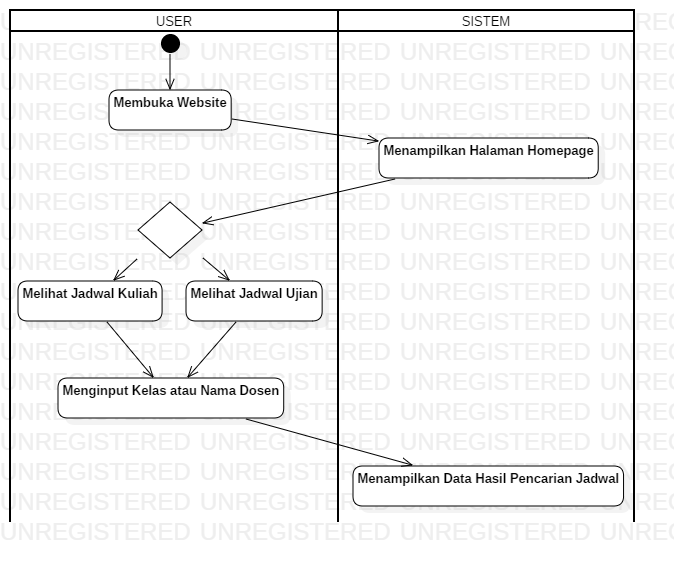 USER
SISTEM
Membuka Website
Menampilkan Halaman Homepage
Melihat Jadwal Kuliah
Melihat Jadwal Ujian
Menginput Kelas atau Nama Dosen
Menampilkan Data Hasil Pencarian Jadwal
UNREGISTERED